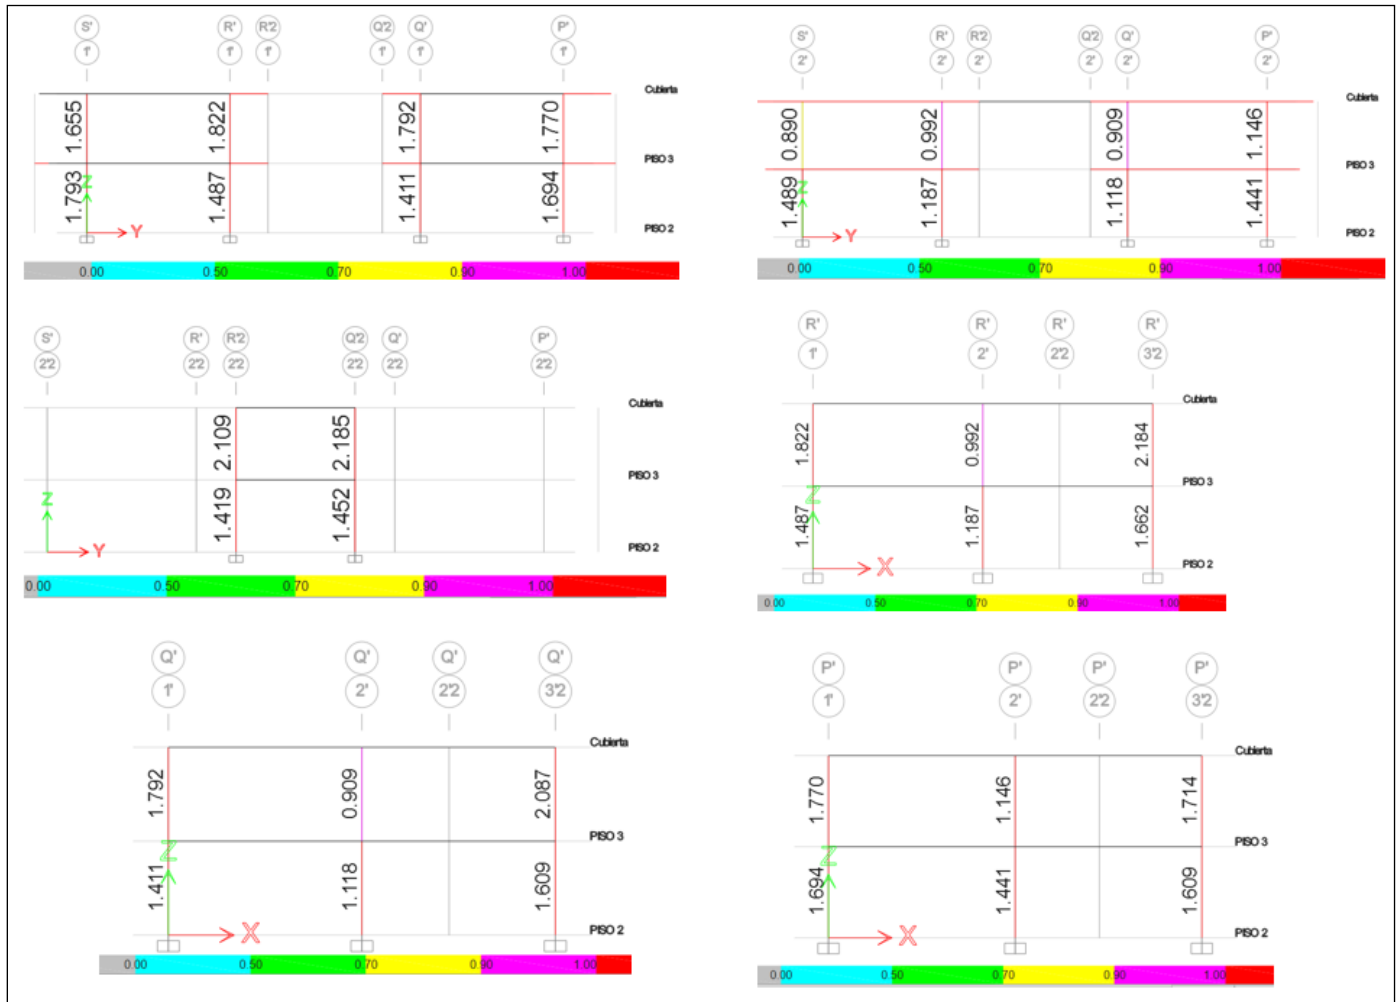 S' R' R'2 Q'2 Q' P'
1' 1' 1' 1' 1' 1'
Cubierta
1.655 1.822 1.792 1.770
PISO 3
1.793 1.487 1.411 1.694
Z
Y
PISO 2
0.00 0.50 0.70 0.90 1.00
S' R' R'2 Q'2 Q' P'
2' 2' 2' 2' 2' 2'
Cubierta
0.890 0.992 0.909 1.146
PISO 3
1.489 1.187 1.118 1.441
Z
Y
PISO 2
0.00 0.50 0.70 0.90 1.00
S' R' R'2 Q'2 Q' P'
2'2 2'2 2'2 2'2 2'2 2'2
Cubierta
2.109 2.185
PISO 3
1.419 1.452
Z
Y
PISO 2
0.00 0.50 0.70 0.90 1.00
R' R' R' R'
1' 2' 2'2 3'2
Cubierta
1.822 0.992 2.184
PISO 3
1.487 1.187 1.662
Z
X
PISO 2
0.00 0.50 0.70 0.90 1.00
Q' Q' Q' Q'
1' 2' 2'2 3'2
Cubierta
1.792 0.909 2.087
PISO 3
1.411 1.118 1.609
Z
X
PISO 2
0.00 0.50 0.70 0.90 1.00
P' P' P' P'
1' 2' 2'2 3'2
Cubierta
1.770 1.146 1.714
PISO 3
1.694 1.441 1.609
Z
X
PISO 2
0.00 0.50 0.70 0.90 1.00